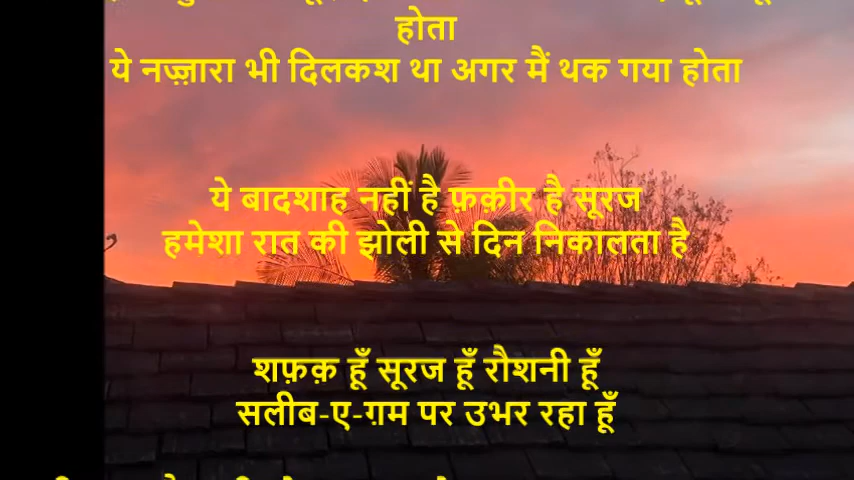 होता
ये नज़्ज़ारा भी दिलकश था अगर मैं थक गया होता
ये बादशाह नहीं है फ़क़ीर है सूरज
हमेशा रात की झोली से दिन निकालता है
शफ़क़ हूँ सूरज हूँ रौशनी हूँ
सलीब-ए-ग़म पर उभर रहा हूँ